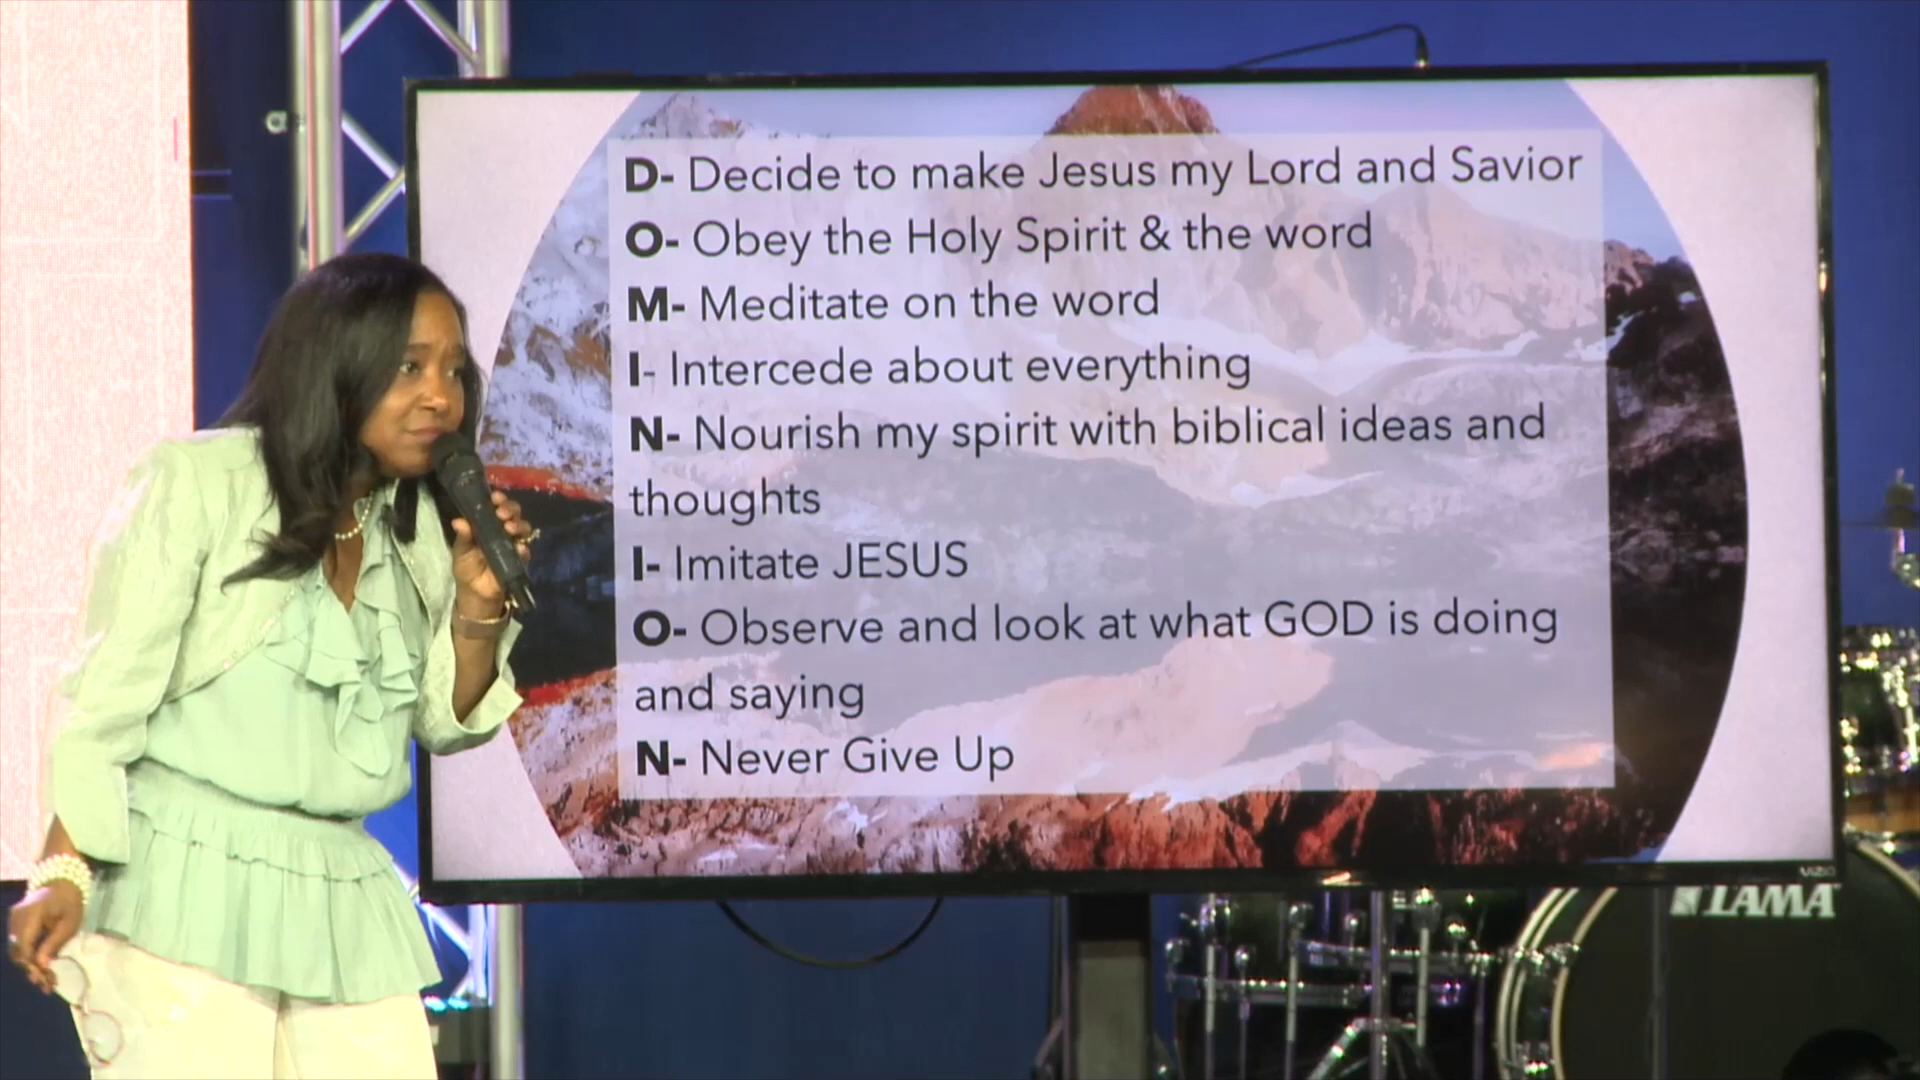 D- Decide to make Jesus my Lord and Savior
O- Obey the Holy Spirit & the word
M- Meditate on the word
I- Intercede about everything
N- Nourish my spirit with biblical ideas and
thoughts
I- Imitate JESUS
O- Observe and look at what GOD is doing
and saying
N- Never Give Up
VIZIO
TAMA